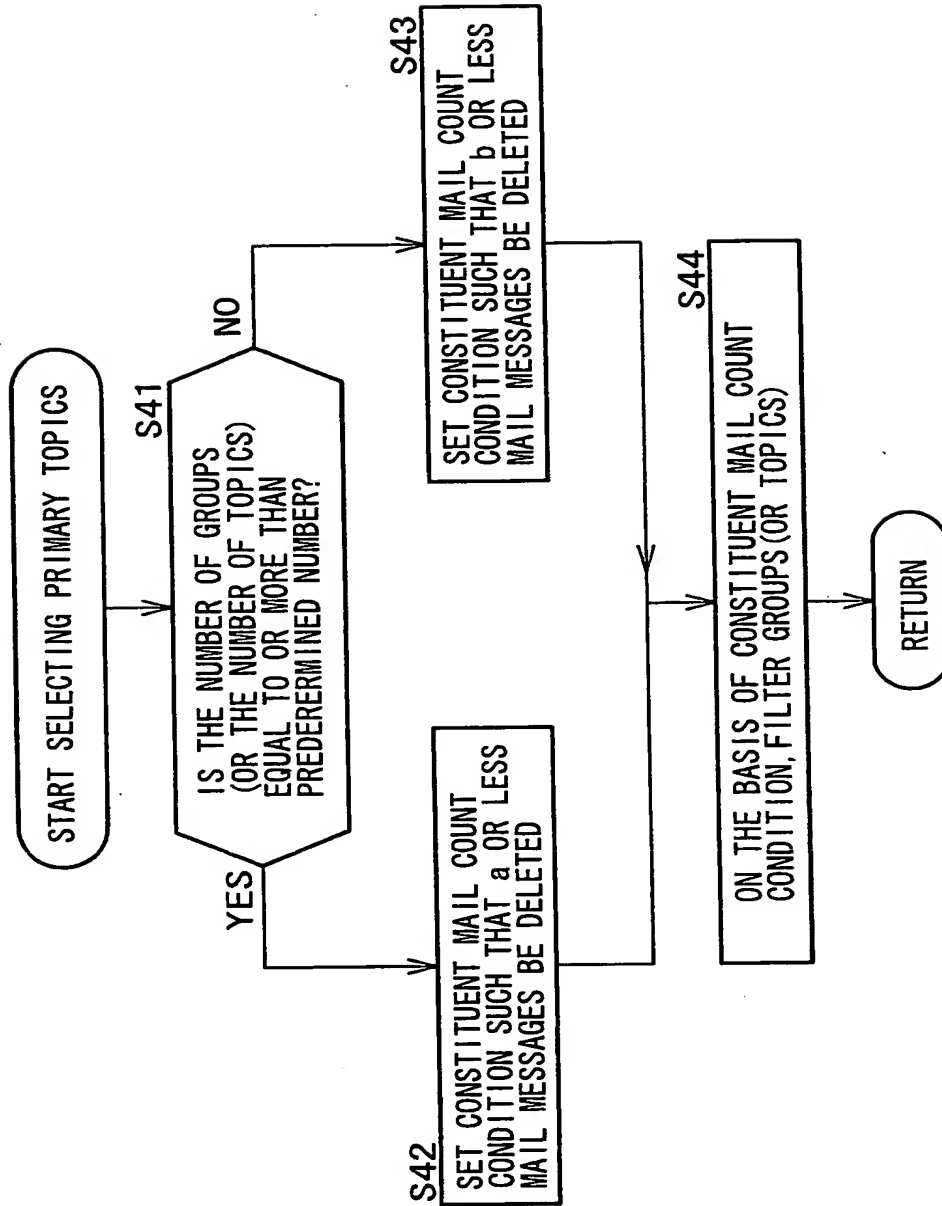 START SELECTING PRIMARY TOPICS
S41
IS THE NUMBER OF GROUPS
(OR THE NUMBER OF TOPICS)
EQUAL TO OR MORE THAN
PREDERERMINED NUMBER?
YES
NO
S42
SET CONSTITUENT MAIL COUNT
CONDITION SUCH THAT a OR LESS
MAIL MESSAGES BE DELETED
S43
SET CONSTITUENT MAIL COUNT
CONDITION SUCH THAT b OR LESS
MAIL MESSAGES BE DELETED
S44
ON THE BASIS OF CONSTITUENT MAIL COUNT
CONDITION,FILTER GROUPS(OR TOPICS)
RETURN